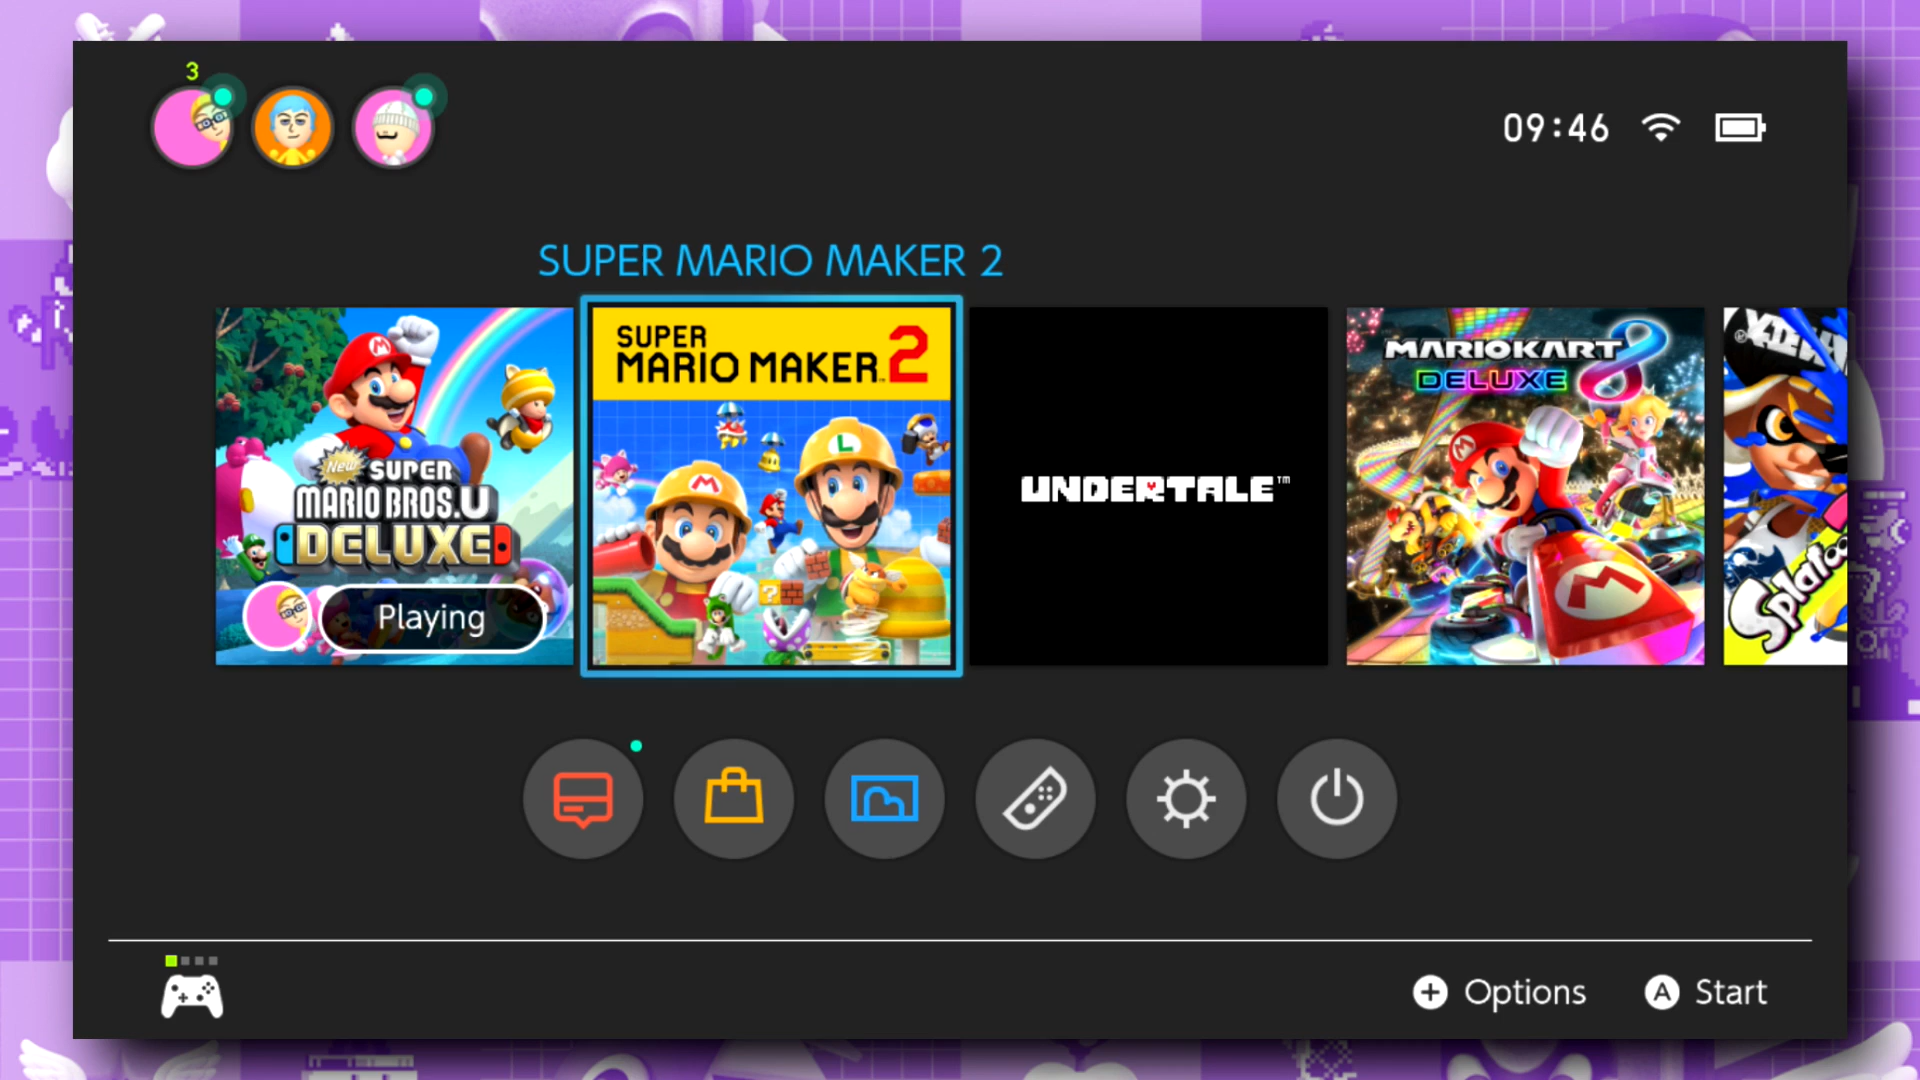 3
09:46
SUPER MARIO MAKER 2
New SUPER
MARIO BROS.U
DELUXE
Playing
SUPER
MARIO MAKER 2
L
UNDERTALE™
MARIOKART 8
DELUXE
Splatoo
Options
A Start